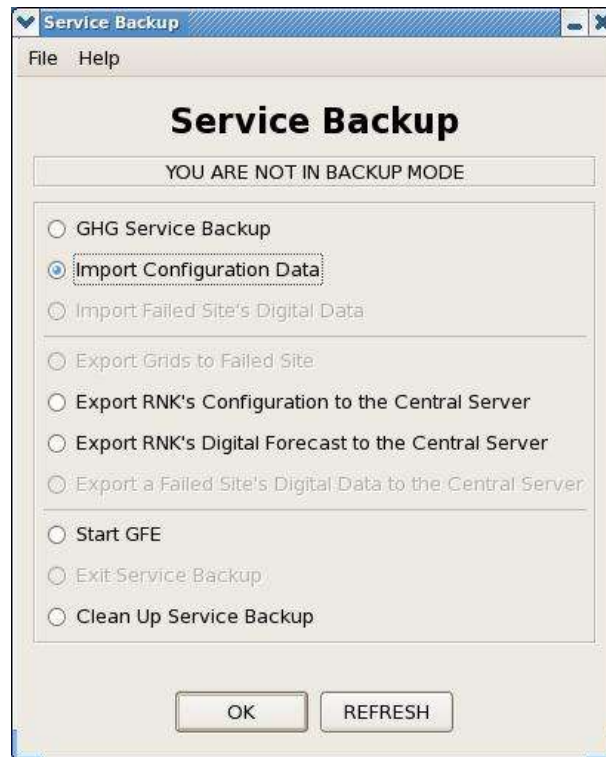 Service Backup
File Help
Service Backup
YOU ARE NOT IN BACKUP MODE
GHG Service Backup
Import Configuration Data
Import Failed Site's Digital Data
Export Grids to Failed Site
Export RNK's Configuration to the Central Server
Export RNK's Digital Forecast to the Central Server
Export a Failed Site's Digital Data to the Central Server
Start GFE
Exit Service Backup
Clean Up Service Backup
OK REFRESH